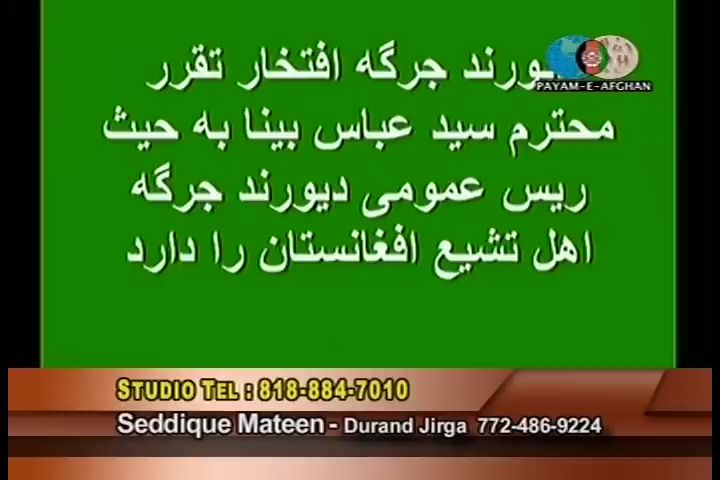 یورند جرگه افتخار تقرر
محترم سید عباس بینا به حیث
ریس عمومی دیورند جرگه
اهل تشیع افغانستان را دارد
PAYAM-E-AFGHAN
STUDIO TEL : 818-884-7010
Seddique Mateen - Durand Jirga 772-486-9224